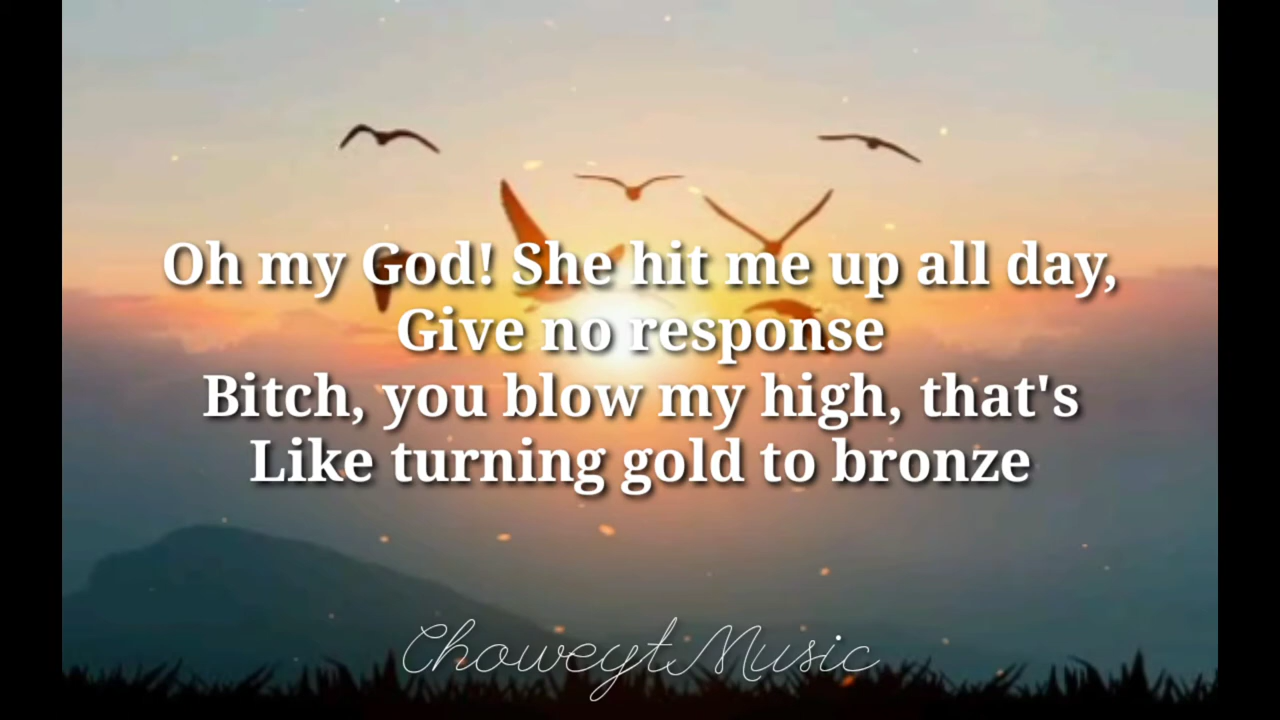 Oh my God! She hit me up all day,
Give no response
Bitch, you blow my high, that's
Like turning gold to bronze
ChoweytMusic